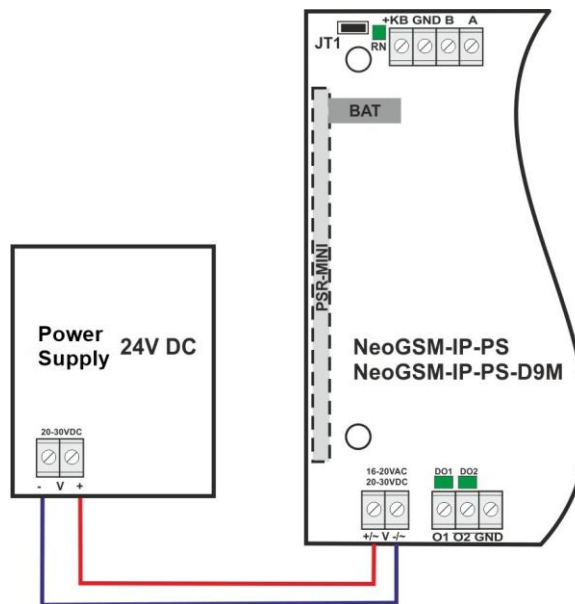 +KB GND B A
JT1
RN
BAT
PSR-MINI
Power
Supply
24V DC
NeoGSM-IP-PS
NeoGSM-IP-PS-D9M
20-30VDC
- V +
16-20VAC
20-30VDC
DO1 DO2
+/~ V -/~
O1 O2 GND